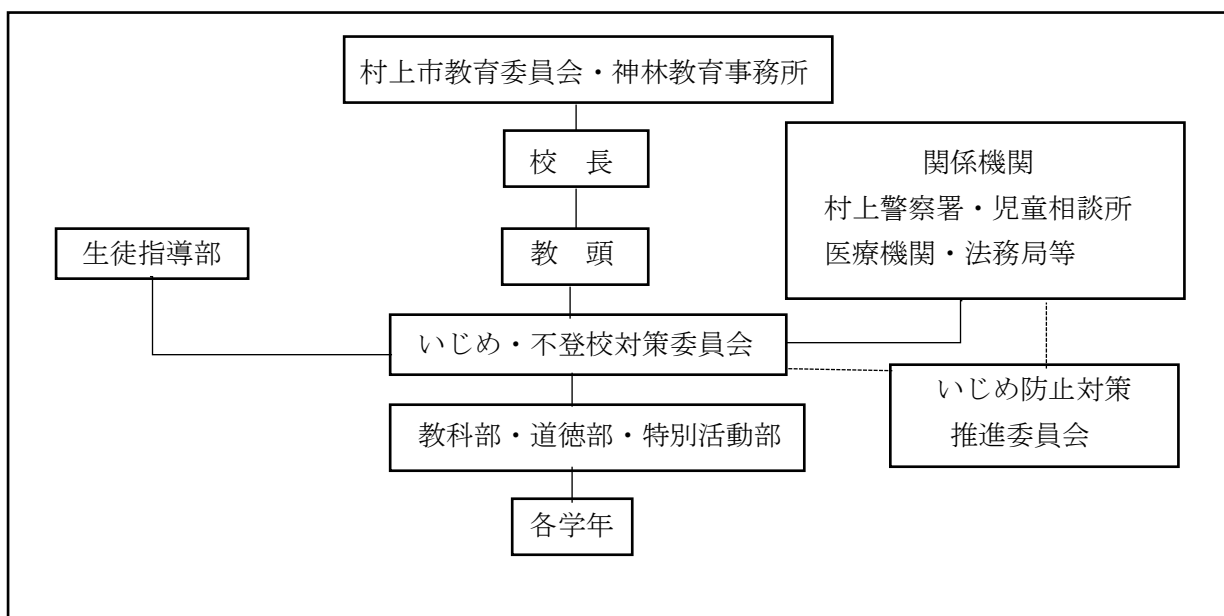 村上市教育委員会・神林教育事務所
校　長
関係機関
村上警察署・児童相談所
医療機関・法務局等
生徒指導部
教　頭
いじめ・不登校対策委員会
いじめ防止対策
推進委員会
教科部・道徳部・特別活動部
各学年